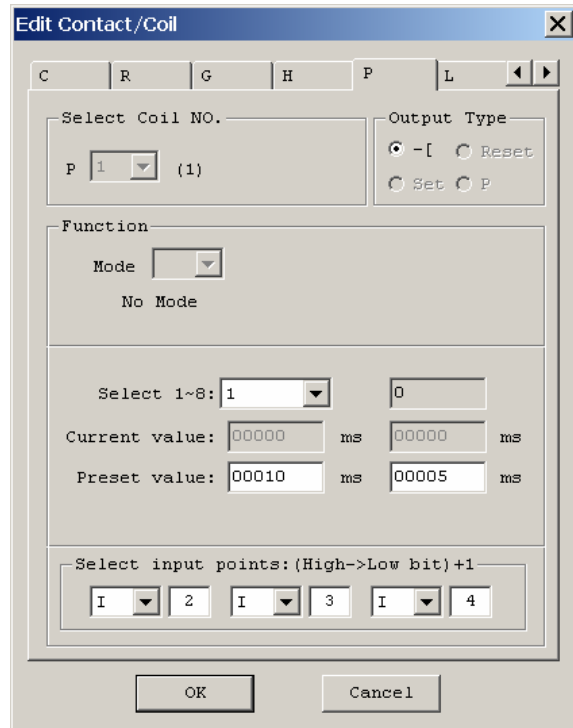 Edit Contact/Coil
C R G H P L
Select Coil NO.
P 1 (1)
Output Type
-[ Reset
Set P
Function
Mode
No Mode
Select 1~8: 1 0
Current value: 00000 ms 00000 ms
Preset value: 00010 ms 00005 ms
Select input points:(High->Low bit)+1
I 2 I 3 I 4
OK Cancel